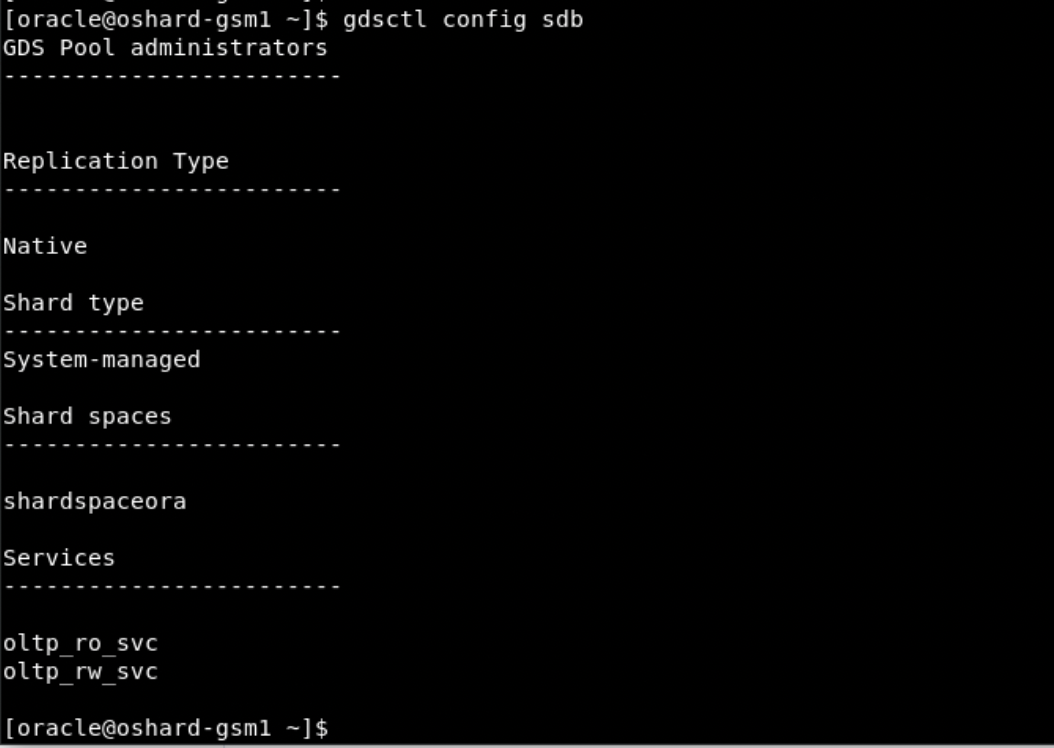 [oracle@oshard-gsm1 ~]$ gdsctl config sdb
GDS Pool administrators
------------------------
Replication Type
------------------------
Native
Shard type
------------------------
System-managed
Shard spaces
------------------------
shardspaceora
Services
------------------------
oltp_ro_svc
oltp_rw_svc
[oracle@oshard-gsm1 ~]$